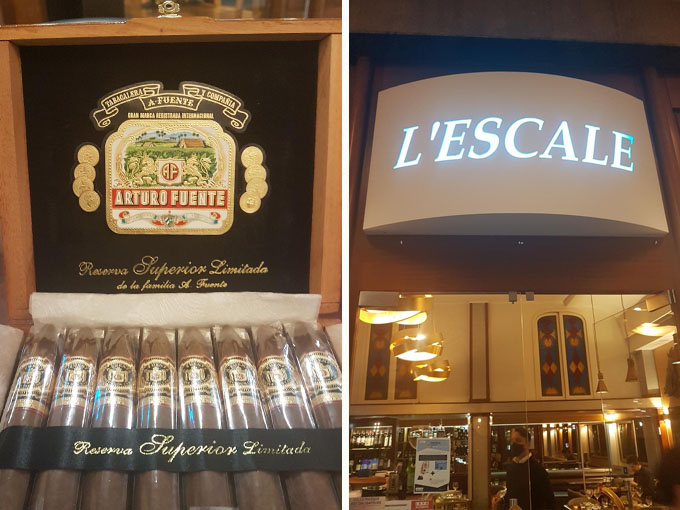 TABACALERA Y COMPAÑIA
A. FUENTE
GRAN MARCA REGISTRADA INTERNACIONAL
AF
ARTURO FUENTE
Reserva Superior Limitada
de la familia A. Fuente
Reserva Superior Limitada
L'ESCALE